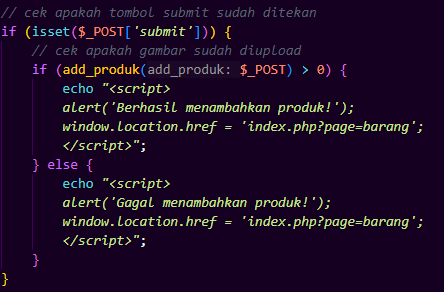 // cek apakah tombol submit sudah ditekan
if (isset($_POST['submit'])) {
// cek apakah gambar sudah diupload
if (add_produk(add_produk: $_POST) > 0) {
echo "<script>
alert('Berhasil menambahkan produk!');
window.location.href = 'index.php?page=barang';
</script>";
} else {
echo "<script>
alert('Gagal menambahkan produk!');
window.location.href = 'index.php?page=barang';
</script>";
}
}